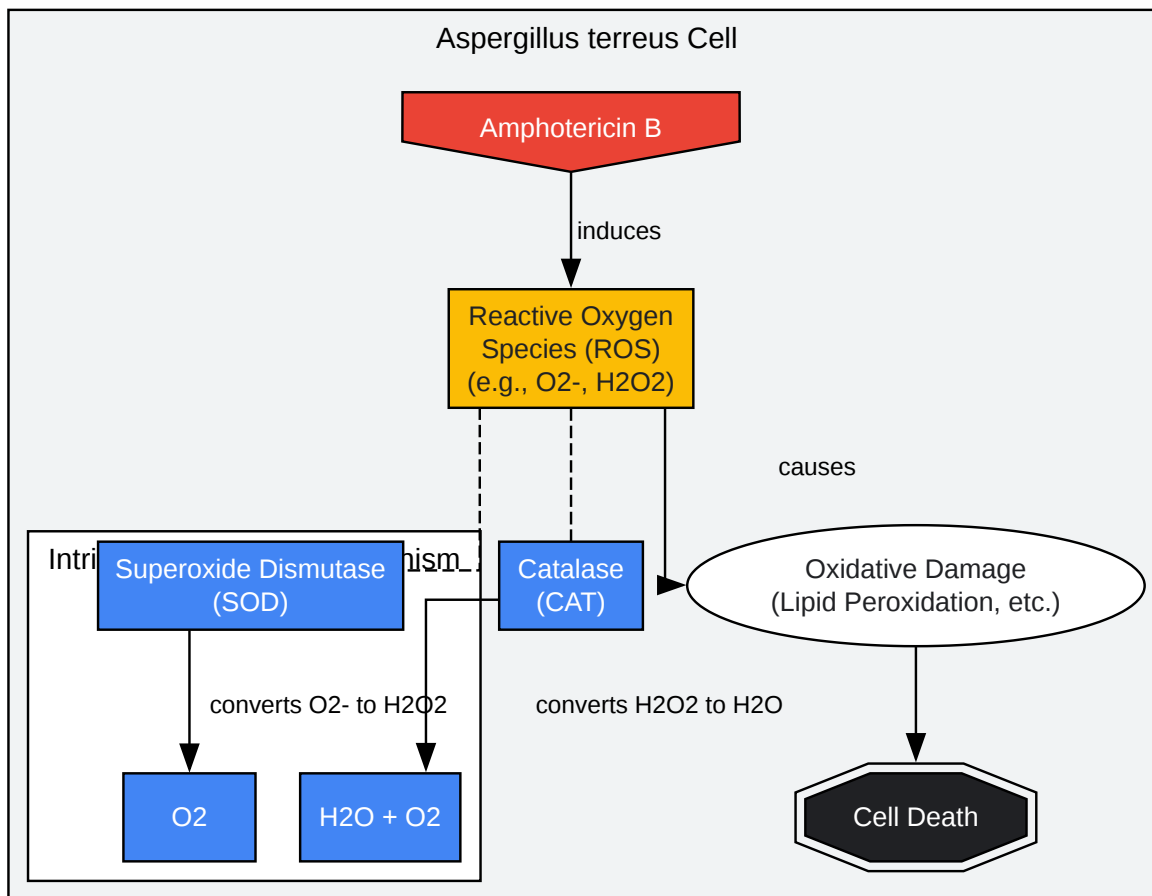 Aspergillus terreus Cell
Amphotericin B
induces
Reactive Oxygen
Species (ROS)
(e.g., O2-, H2O2)
causes
Superoxide Dismutase
(SOD)
Catalase
(CAT)
Oxidative Damage
(Lipid Peroxidation, etc.)
converts O2- to H2O2
converts H2O2 to H2O
O2
H2O + O2
Cell Death